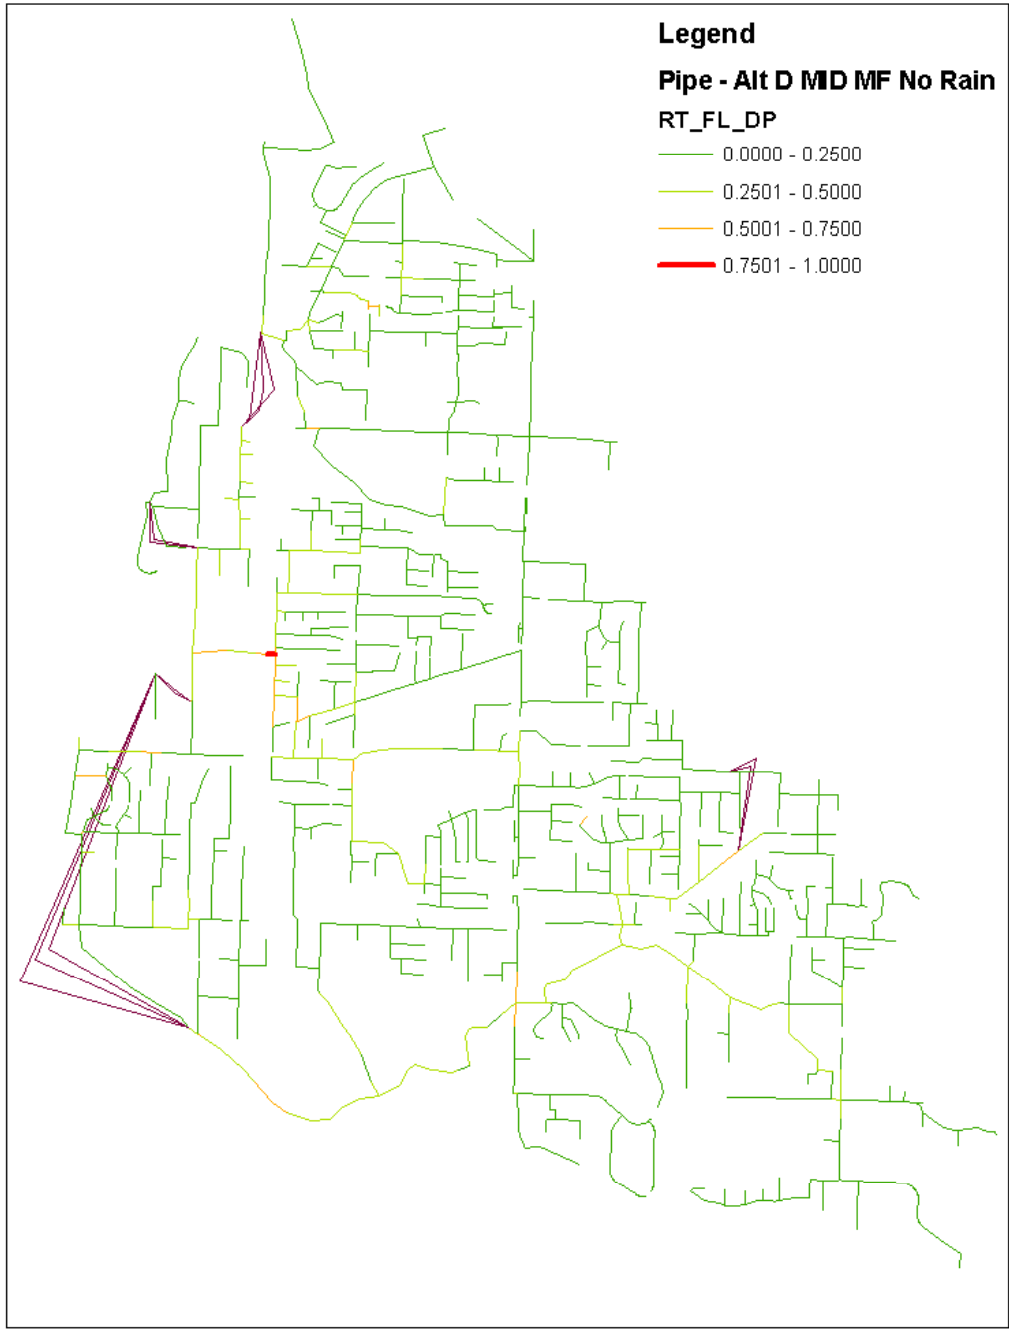 Legend
Pipe - Alt D MID MF No Rain
RT_FL_DP
0.0000 - 0.2500
0.2501 - 0.5000
0.5001 - 0.7500
0.7501 - 1.0000